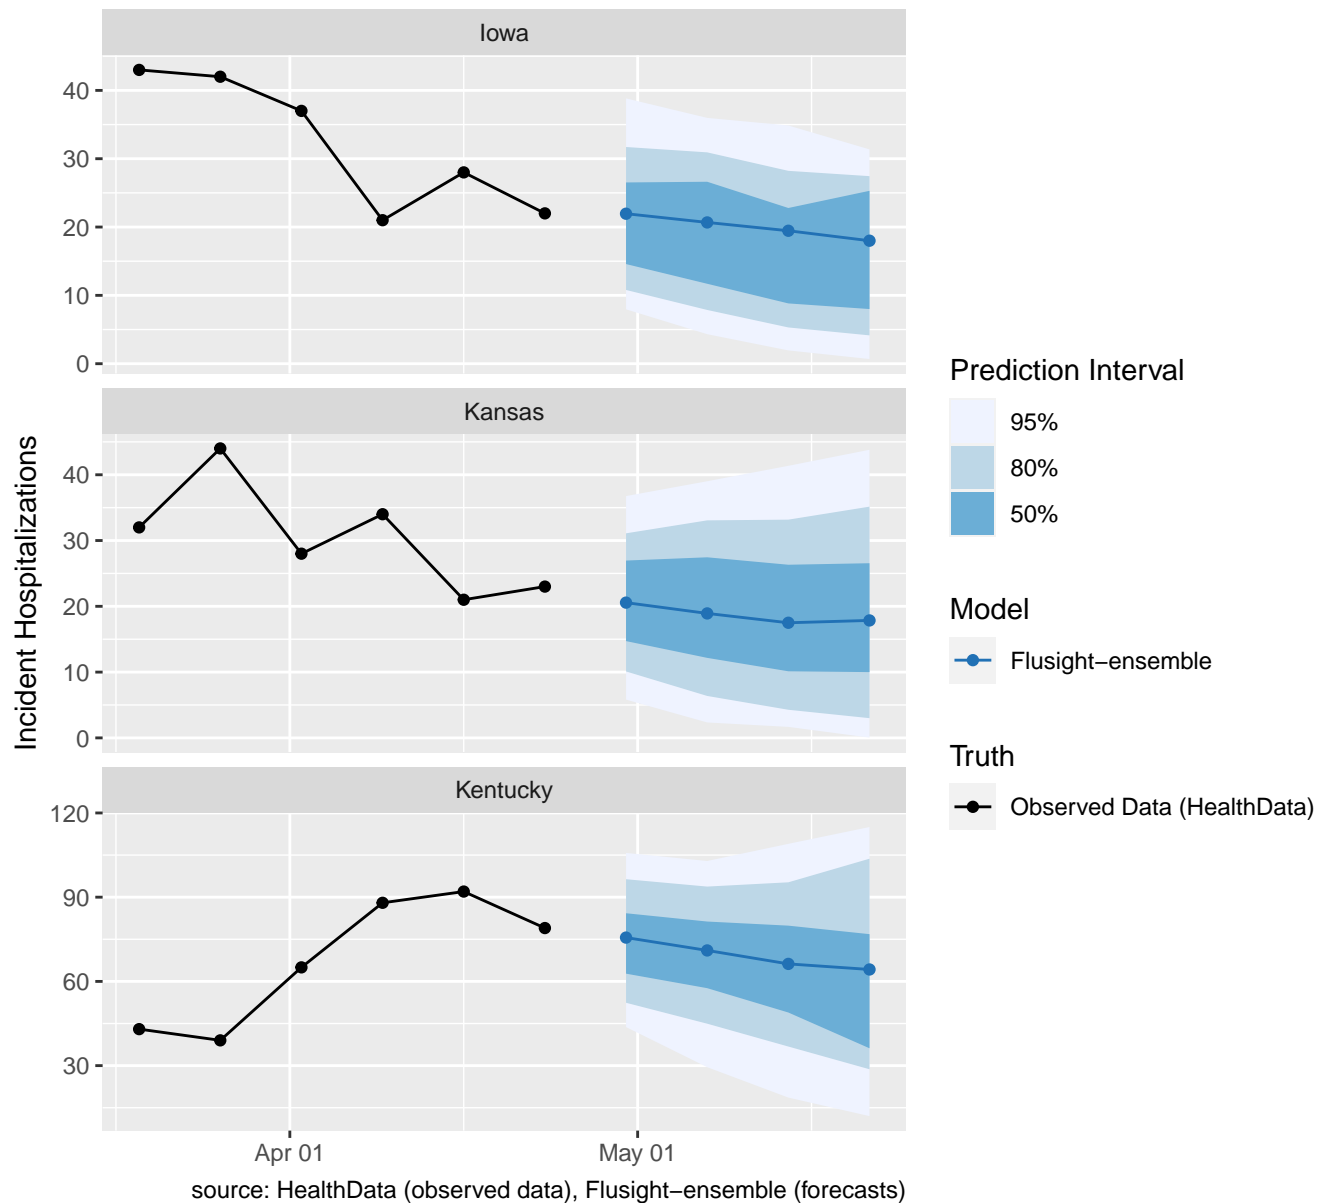 Iowa
40
30
20
10
0
Kansas
40
30
20
10
0
Kentucky
120
90
60
30
Apr 01
May 01
Incident Hospitalizations
source: HealthData (observed data), Flusight−ensemble (forecasts)
Prediction Interval
95%
80%
50%
Model
Flusight−ensemble
Truth
Observed Data (HealthData)